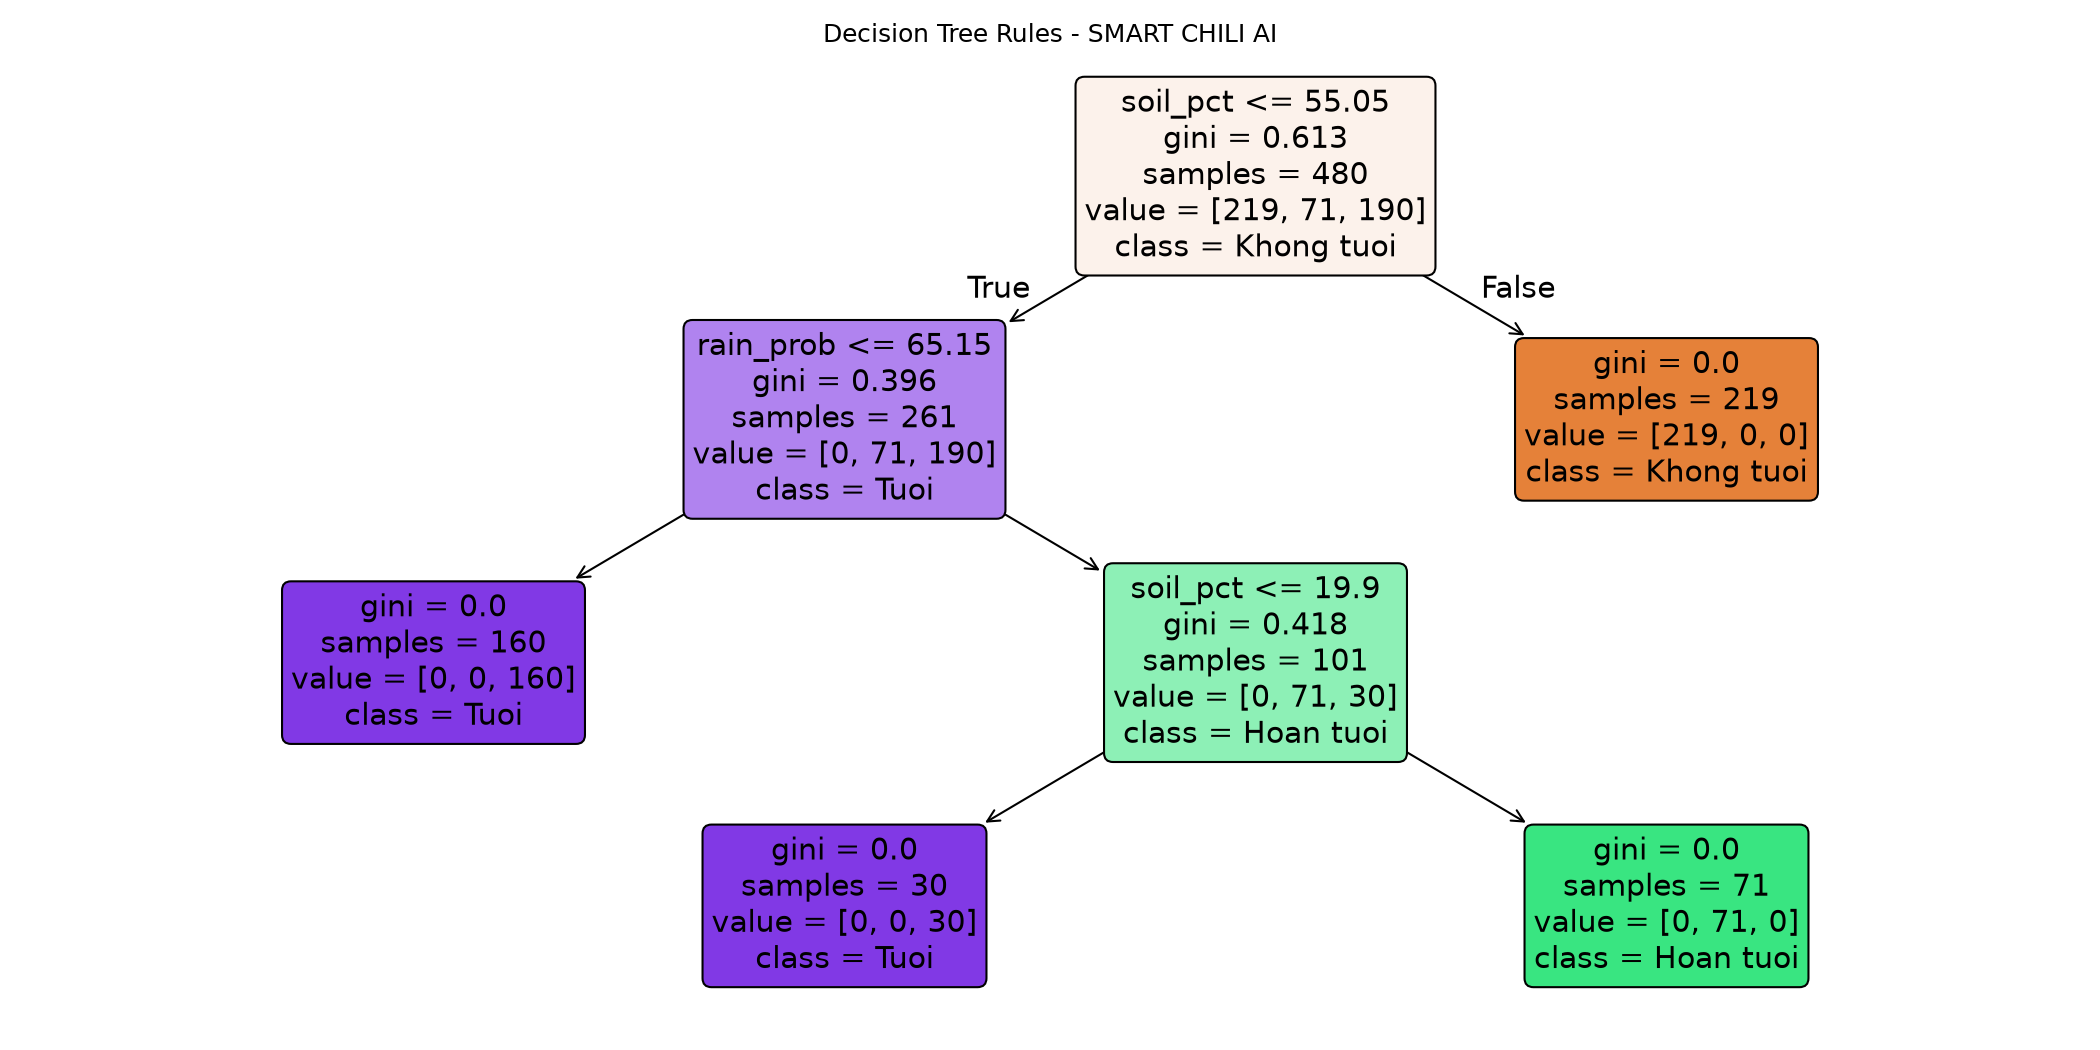 Decision Tree Rules - SMART CHILI AI
soil_pct <= 55.05
gini = 0.613
samples = 480
value = [219, 71, 190]
class = Khong tuoi
True
False
rain_prob <= 65.15
gini = 0.396
samples = 261
value = [0, 71, 190]
class = Tuoi
gini = 0.0
samples = 219
value = [219, 0, 0]
class = Khong tuoi
gini = 0.0
samples = 160
value = [0, 0, 160]
class = Tuoi
soil_pct <= 19.9
gini = 0.418
samples = 101
value = [0, 71, 30]
class = Hoan tuoi
gini = 0.0
samples = 30
value = [0, 0, 30]
class = Tuoi
gini = 0.0
samples = 71
value = [0, 71, 0]
class = Hoan tuoi